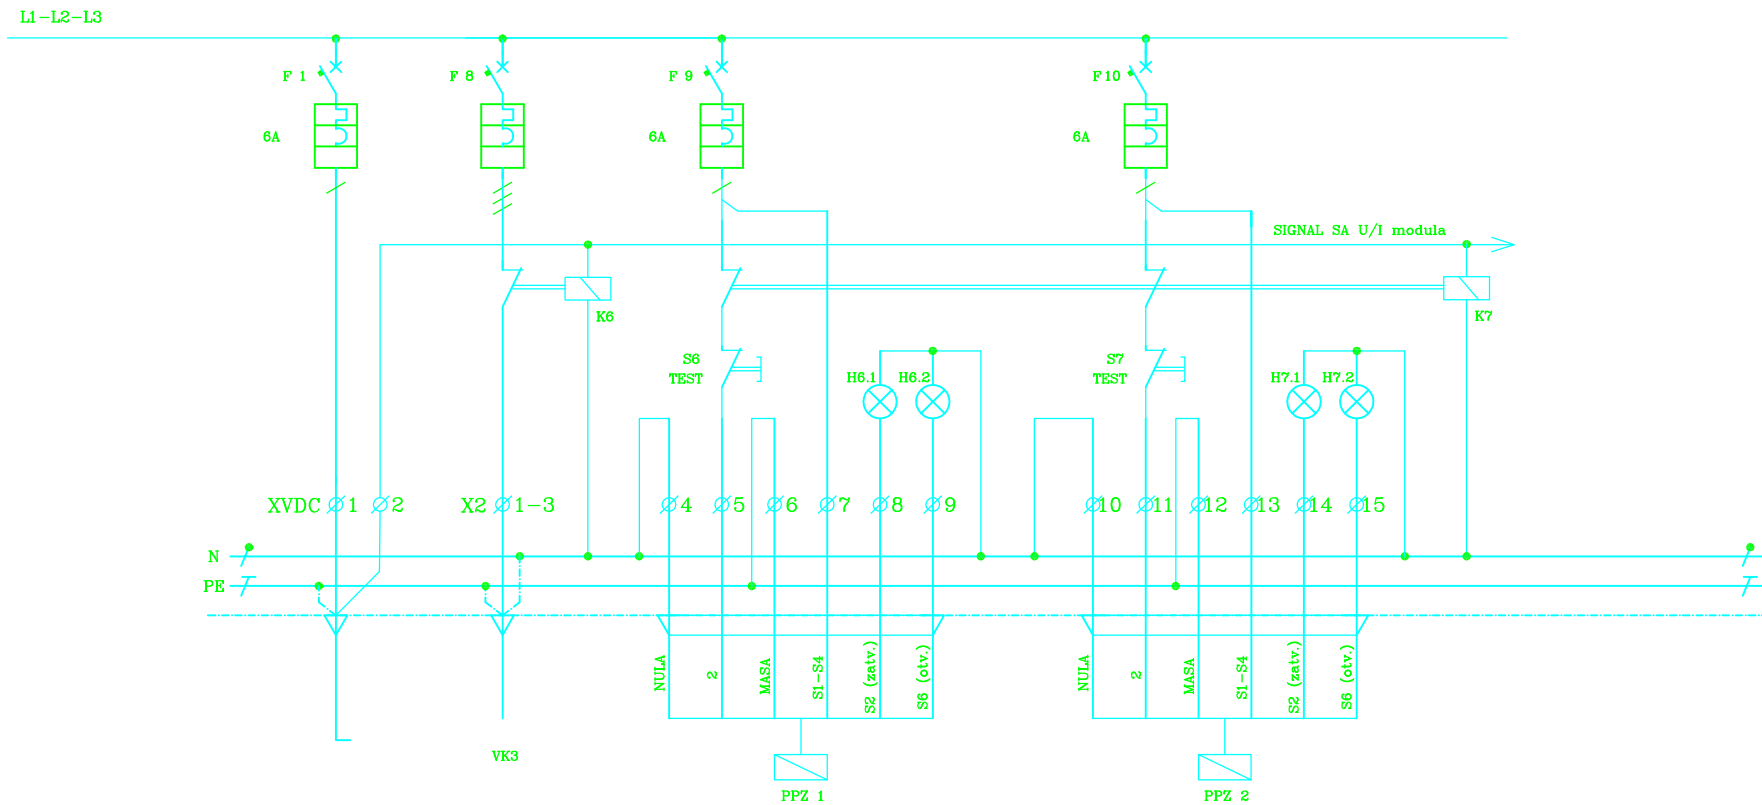 L1-L2-L3
F 1
F 8
F 9
F10
6A
6A
6A
SIGNAL SA U/I modula
K6
K7
S6
TEST
H6.1
H6.2
S7
TEST
H7.1
H7.2
XVDC 1
2
X2 1-3
4
5
6
7
8
9
10
11
12
13
14
15
N
PE
NULA
2
MASA
S1-S4
S2 (zatv.)
S6 (otv.)
NULA
2
MASA
S1-S4
S2 (zatv.)
S6 (otv.)
VK3
PPZ 1
PPZ 2